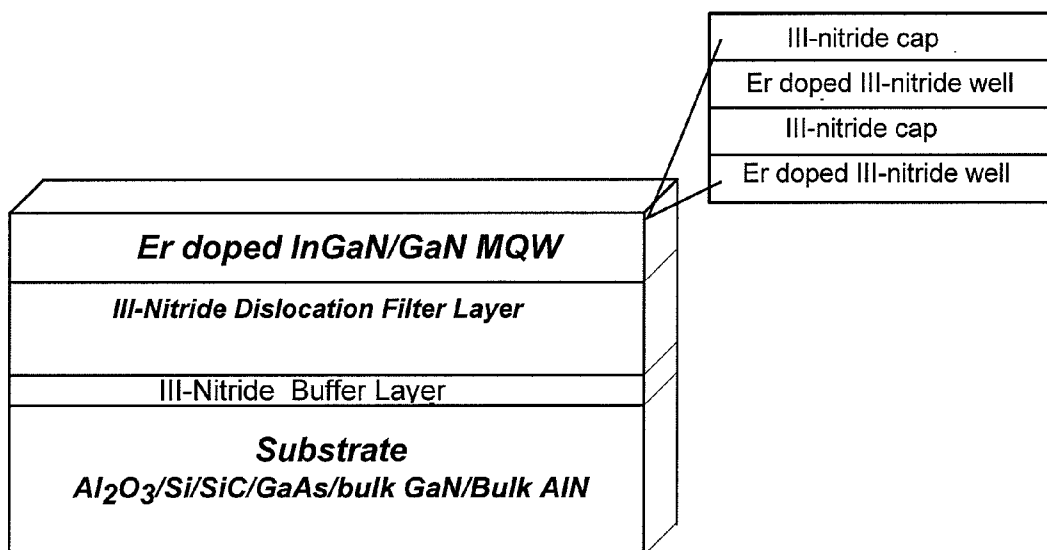 III-nitride cap
Er doped III-nitride well
III-nitride cap
Er doped III-nitride well
Er doped InGaN/GaN MQW
III-Nitride Dislocation Filter Layer
III-Nitride Buffer Layer
Substrate
Al₂O₃/Si/SiC/GaAs/bulk GaN/Bulk AlN